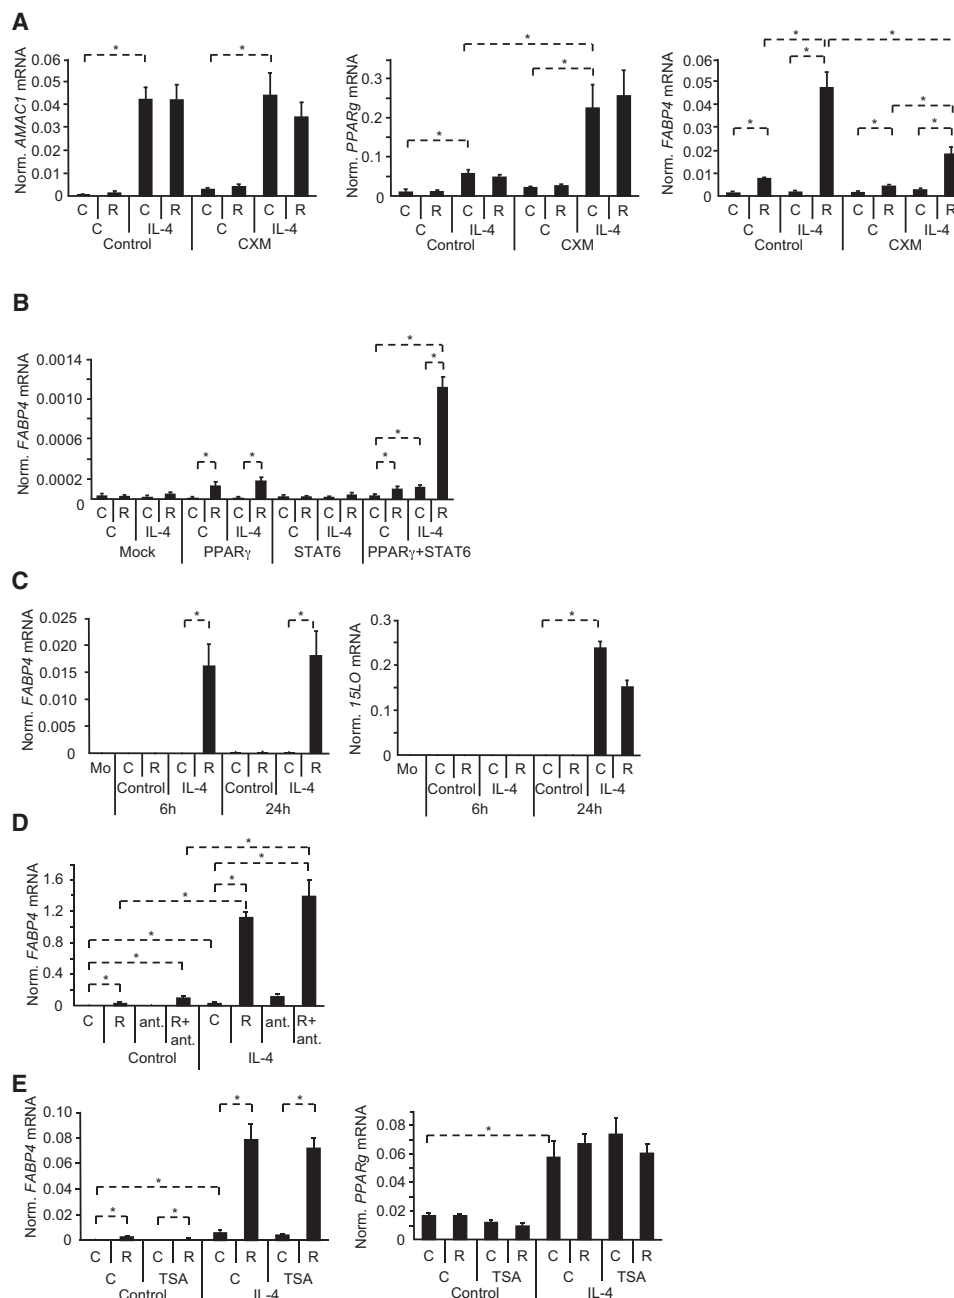 A
Norm. AMAC1 mRNA
0.06
0.05
0.04
0.03
0.02
0.01
0
* *
C R C R C R C R
C IL-4 C IL-4
Control CXM
Norm. PPARg mRNA
0.3
0.2
0.1
0
* * *
C R C R C R C R
C IL-4 C IL-4
Control CXM
Norm. FABP4 mRNA
0.06
0.05
0.04
0.03
0.02
0.01
0
* * * * * * *
C R C R C R C R
C IL-4 C IL-4
Control CXM
B
Norm. FABP4 mRNA
0.0014
0.0010
0.0006
0.0002
0
* * * * * *
C R C R C R C R C R C R C R C R
C IL-4 C IL-4 C IL-4 C IL-4
Mock PPARγ STAT6 PPARγ+STAT6
C
Norm. FABP4 mRNA
0.025
0.020
0.015
0.010
0.005
0
* *
Mo C R C R C R C R
Control IL-4 Control IL-4
6h 24h
Norm. 15LO mRNA
0.3
0.2
0.1
0
*
Mo C R C R C R C R
Control IL-4 Control IL-4
6h 24h
D
Norm. FABP4 mRNA
1.6
1.2
0.8
0.4
0
* * * * * * *
C R ant. R+ ant. C R ant. R+ ant.
Control IL-4
E
Norm. FABP4 mRNA
0.10
0.08
0.06
0.04
0.02
0
* * * * *
C R C R C R C R
C TSA C TSA
Control IL-4
Norm. PPARg mRNA
0.08
0.06
0.04
0.02
0
*
C R C R C R C R
C TSA C TSA
Control IL-4